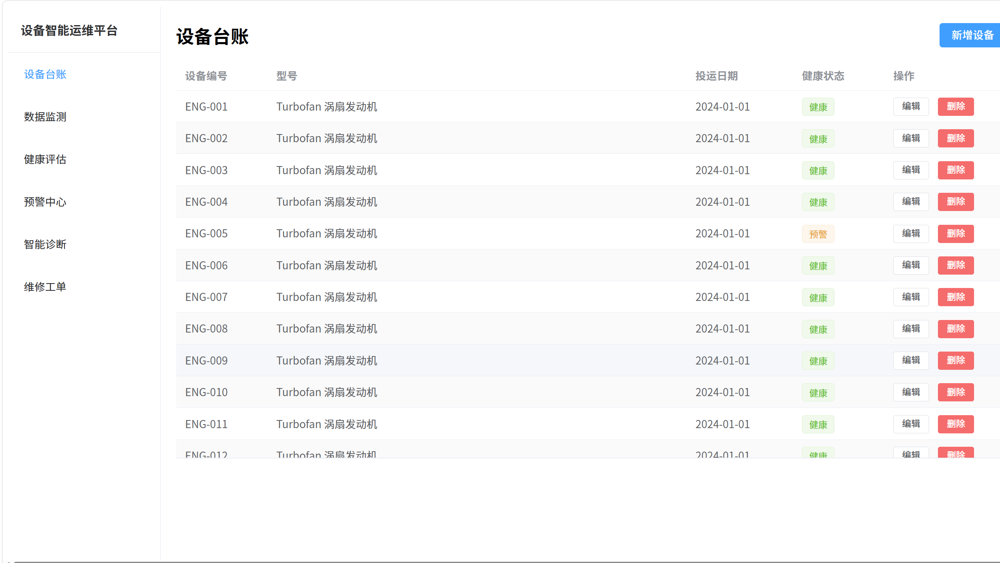 设备智能运维平台
设备台账
数据监测
健康评估
预警中心
智能诊断
维修工单
设备台账
新增设备
设备编号 型号 投运日期 健康状态 操作
ENG-001 Turbofan 涡扇发动机 2024-01-01 健康 编辑 删除
ENG-002 Turbofan 涡扇发动机 2024-01-01 健康 编辑 删除
ENG-003 Turbofan 涡扇发动机 2024-01-01 健康 编辑 删除
ENG-004 Turbofan 涡扇发动机 2024-01-01 健康 编辑 删除
ENG-005 Turbofan 涡扇发动机 2024-01-01 预警 编辑 删除
ENG-006 Turbofan 涡扇发动机 2024-01-01 健康 编辑 删除
ENG-007 Turbofan 涡扇发动机 2024-01-01 健康 编辑 删除
ENG-008 Turbofan 涡扇发动机 2024-01-01 健康 编辑 删除
ENG-009 Turbofan 涡扇发动机 2024-01-01 健康 编辑 删除
ENG-010 Turbofan 涡扇发动机 2024-01-01 健康 编辑 删除
ENG-011 Turbofan 涡扇发动机 2024-01-01 健康 编辑 删除
ENG-012 Turbofan 涡扇发动机 2024-01-01 健康 编辑 删除